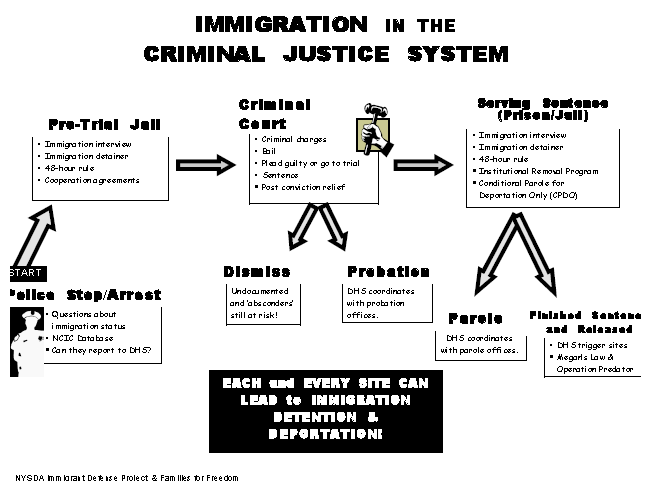 IMMIGRATION IN THE
CRIMINAL JUSTICE SYSTEM
Pre-Trial Jail
• Immigration interview
• Immigration detainer
• 48-hour rule
• Cooperation agreements
Criminal
Court
• Criminal charges
• Bail
• Plead guilty or go to trial
• Sentence
• Post conviction relief
Serving Sentence
(Prison/Jail)
• Immigration interview
• Immigration detainer
• 48-hour rule
• Institutional Removal Program
• Conditional Parole for
Deportation Only (CPDO)
START
Police Stop/Arrest
• Questions about
immigration status
• NCIC Database
• Can they report to DHS?
Dismiss
Undocumented
and 'absconders'
still at risk!
Probation
DHS coordinates
with probation
offices.
Parole
DHS coordinates
with parole offices.
Finished Sentence
and Released
• DHS trigger sites
• Megan's Law &
Operation Predator
EACH and EVERY SITE CAN
LEAD to IMMIGRATION
DETENTION &
DEPORTATION!
NYSDA Immigrant Defense Project & Families for Freedom